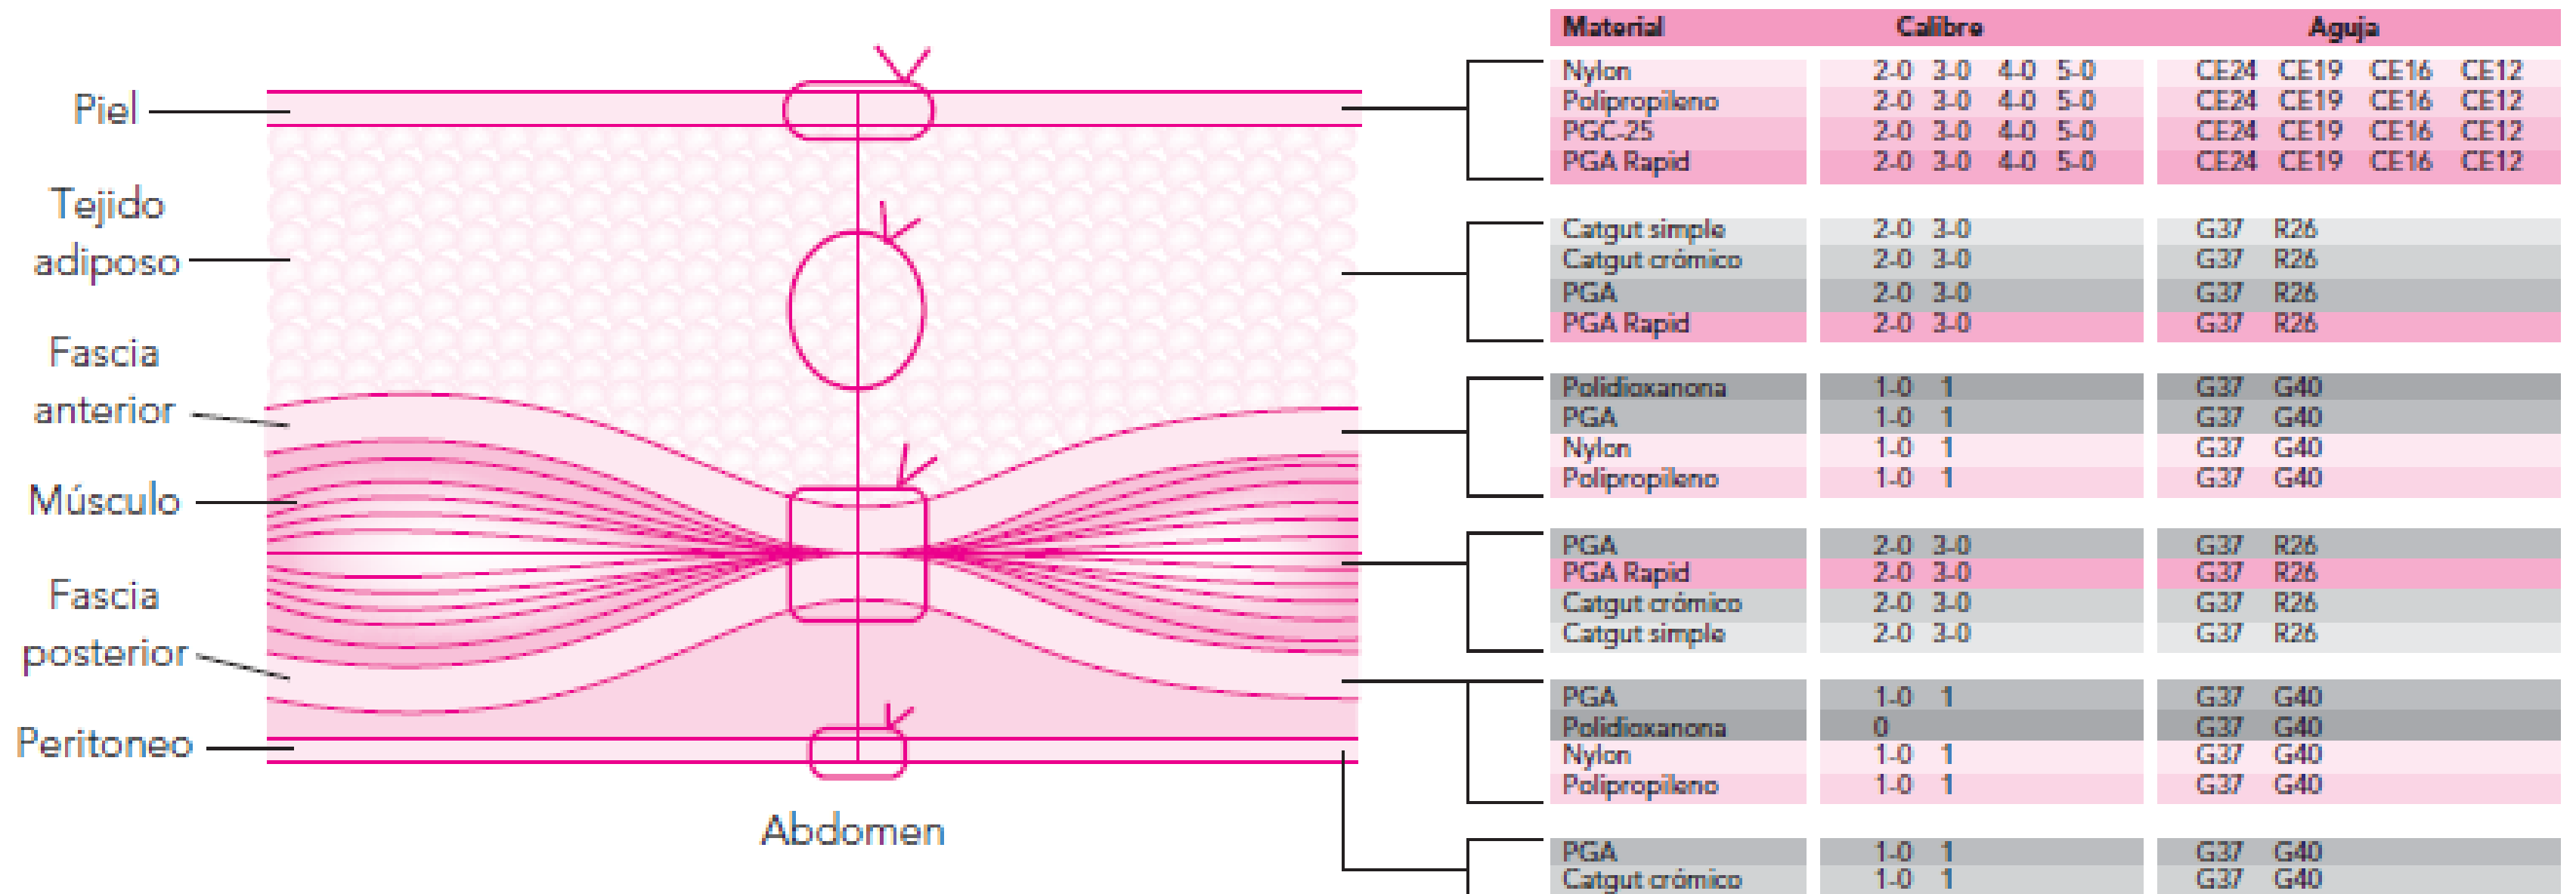 Piel
Tejido
adiposo
Fascia
anterior
Músculo
Fascia
posterior
Peritoneo
Abdomen
Material Calibre Aguja
Nylon 2-0 3-0 4-0 5-0 CE24 CE19 CE16 CE12
Polipropileno 2-0 3-0 4-0 5-0 CE24 CE19 CE16 CE12
PGC-25 2-0 3-0 4-0 5-0 CE24 CE19 CE16 CE12
PGA Rapid 2-0 3-0 4-0 5-0 CE24 CE19 CE16 CE12
Catgut simple 2-0 3-0 G37 R26
Catgut crómico 2-0 3-0 G37 R26
PGA 2-0 3-0 G37 R26
PGA Rapid 2-0 3-0 G37 R26
Polidioxanona 1-0 1 G37 G40
PGA 1-0 1 G37 G40
Nylon 1-0 1 G37 G40
Polipropileno 1-0 1 G37 G40
PGA 2-0 3-0 G37 R26
PGA Rapid 2-0 3-0 G37 R26
Catgut crómico 2-0 3-0 G37 R26
Catgut simple 2-0 3-0 G37 R26
PGA 1-0 1 G37 G40
Polidioxanona 0 G37 G40
Nylon 1-0 1 G37 G40
Polipropileno 1-0 1 G37 G40
PGA 1-0 1 G37 G40
Catgut crómico 1-0 1 G37 G40